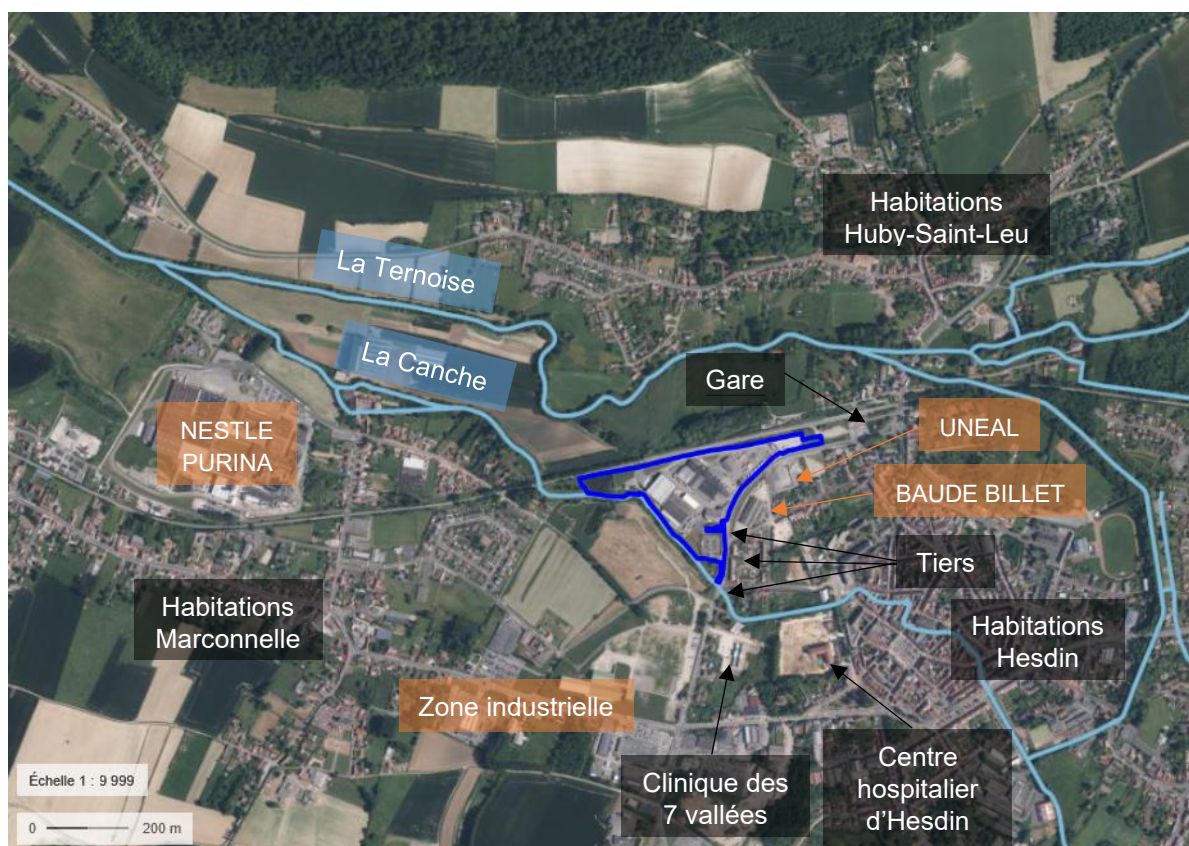 Habitations
Huby-Saint-Leu
La Ternoise
La Canche
Gare
NESTLE
PURINA
UNEAL
BAUDE BILLET
Tiers
Habitations
Marconnelle
Habitations
Hesdin
Zone industrielle
Clinique des
7 vallées
Centre
hospitalier
d'Hesdin
Échelle 1 : 9 999
0 200 m